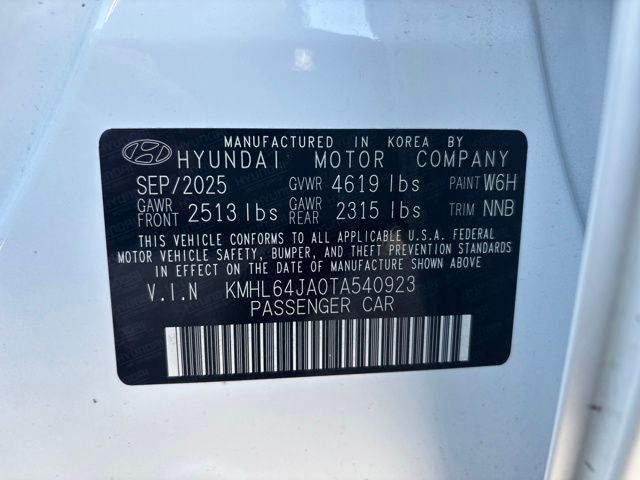 MANUFACTURED IN KOREA BY
HYUNDAI MOTOR COMPANY
SEP/2025 GVWR 4619 lbs PAINT W6H
GAWR FRONT 2513 lbs GAWR REAR 2315 lbs TRIM NNB
THIS VEHICLE CONFORMS TO ALL APPLICABLE U.S.A. FEDERAL
MOTOR VEHICLE SAFETY, BUMPER, AND THEFT PREVENTION STANDARDS
IN EFFECT ON THE DATE OF MANUFACTURE SHOWN ABOVE
V.I.N KMHL64JA0TA540923
PASSENGER CAR